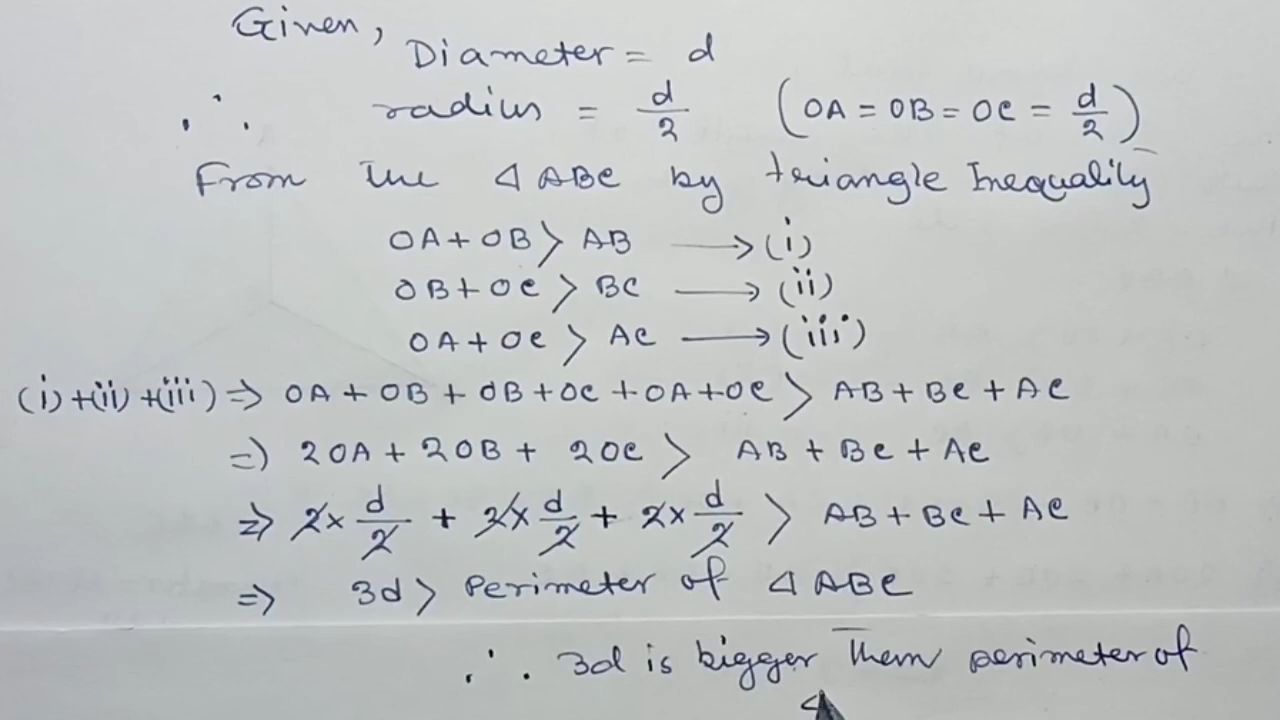 Given,
Diameter = d
∴ radius = d/2 (OA = OB = OC = d/2)
From the △ ABC by triangle Inequality
OA + OB > AB ⟶ (i)
OB + OC > BC ⟶ (ii)
OA + OC > AC ⟶ (iii)
(i) +(ii) +(iii) ⇒ OA + OB + OB + OC + OA + OC > AB + BC + AC
⇒ 2OA + 2OB + 2OC > AB + BC + AC
⇒ 2 × d/2 + 2 × d/2 + 2 × d/2 > AB + BC + AC
⇒ 3d > Perimeter of △ ABC
∴ 3d is bigger Them perimeter of